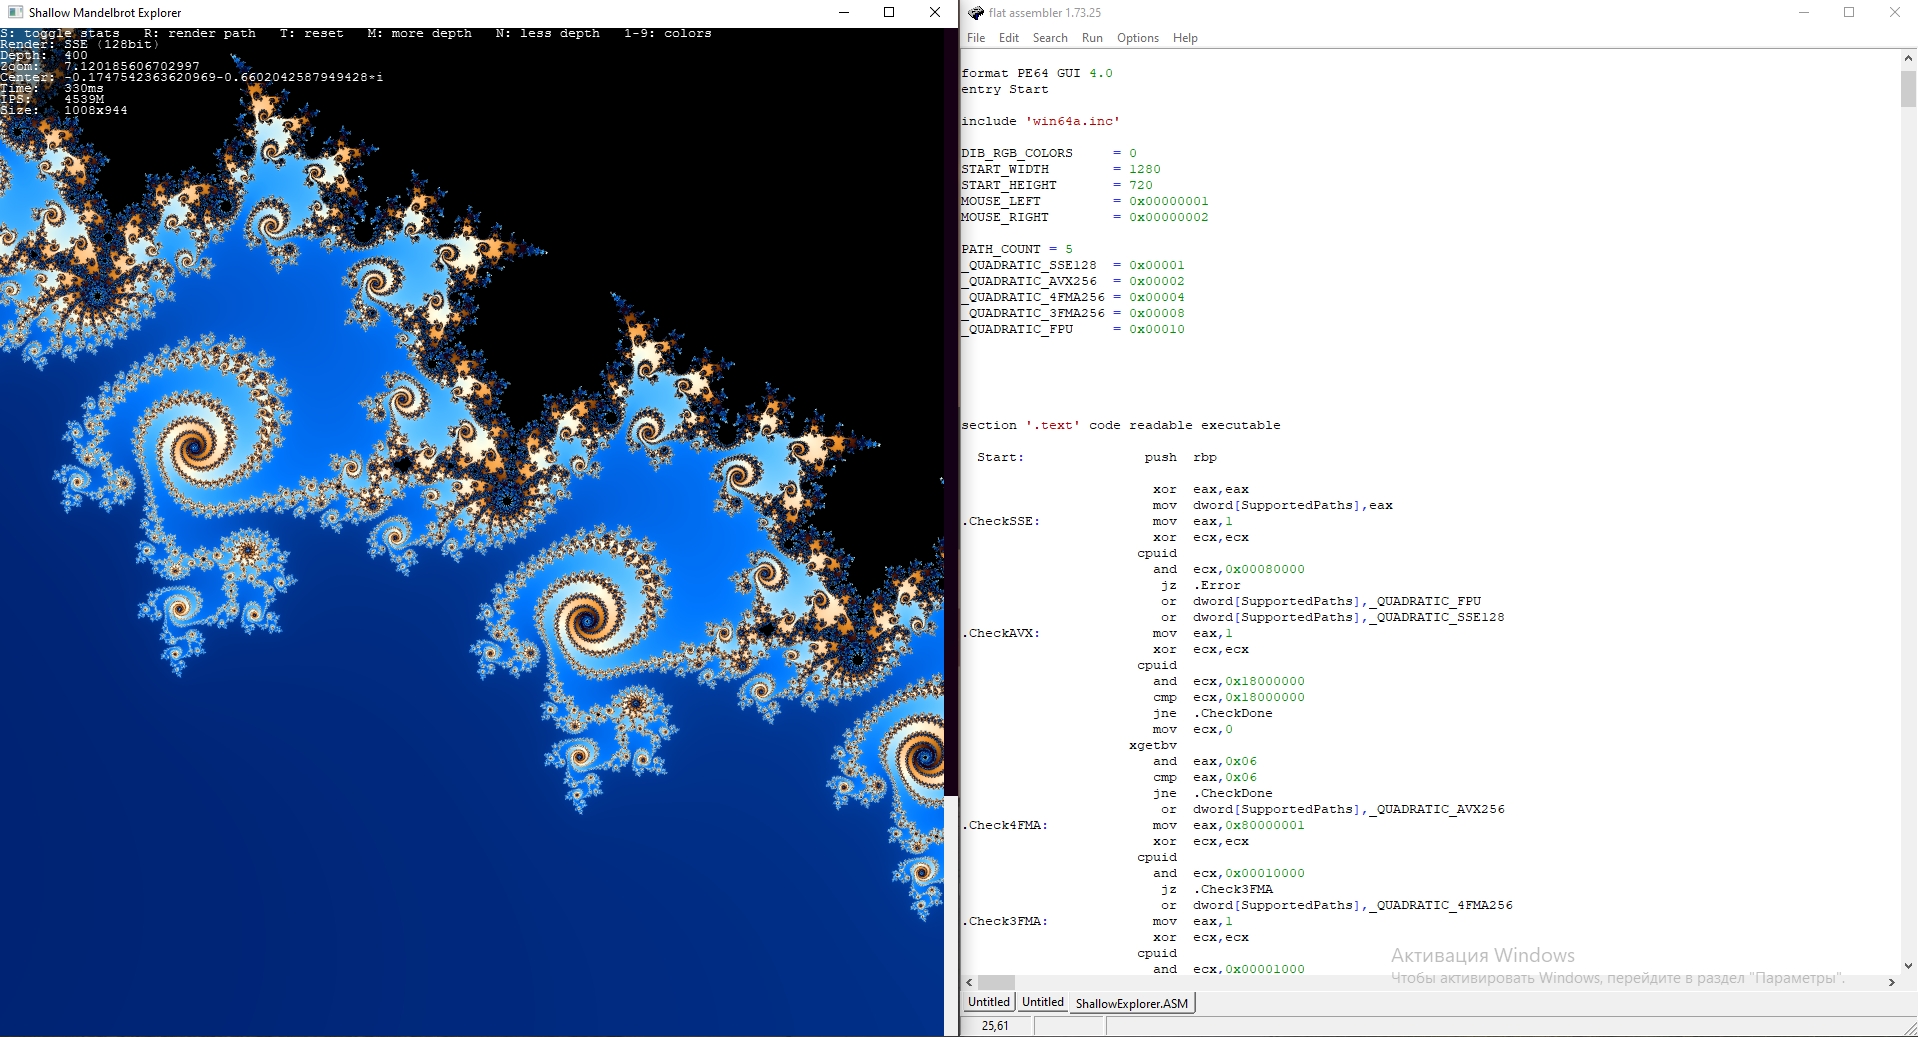 Shallow Mandelbrot Explorer
S: toggle stats R: render path T: reset M: more depth N: less depth 1-9: colors
Render: SSE (128bit)
Depth: 400
Zoom: 7.120185606702997
Center: -0.1747542363620969-0.6602042587949428*i
Time: 330ms
IPS: 4539M
Size: 1008x944
flat assembler 1.73.25
File Edit Search Run Options Help
format PE64 GUI 4.0
entry Start
include 'win64a.inc'
DIB_RGB_COLORS = 0
START_WIDTH = 1280
START_HEIGHT = 720
MOUSE_LEFT = 0x00000001
MOUSE_RIGHT = 0x00000002
PATH_COUNT = 5
_QUADRATIC_SSE128 = 0x00001
_QUADRATIC_AVX256 = 0x00002
_QUADRATIC_4FMA256 = 0x00004
_QUADRATIC_3FMA256 = 0x00008
_QUADRATIC_FPU = 0x00010
section '.text' code readable executable
Start: push rbp
xor eax,eax
mov dword[SupportedPaths],eax
.CheckSSE: mov eax,1
xor ecx,ecx
cpuid
and ecx,0x00080000
jz .Error
or dword[SupportedPaths],_QUADRATIC_FPU
or dword[SupportedPaths],_QUADRATIC_SSE128
.CheckAVX: mov eax,1
xor ecx,ecx
cpuid
and ecx,0x18000000
cmp ecx,0x18000000
jne .CheckDone
mov ecx,0
xgetbv
and eax,0x06
cmp eax,0x06
jne .CheckDone
or dword[SupportedPaths],_QUADRATIC_AVX256
.Check4FMA: mov eax,0x80000001
xor ecx,ecx
cpuid
and ecx,0x00010000
jz .Check3FMA
or dword[SupportedPaths],_QUADRATIC_4FMA256
.Check3FMA: mov eax,1
xor ecx,ecx
cpuid
and ecx,0x00001000
Активация Windows
Чтобы активировать Windows, перейдите в раздел "Параметры".
Untitled Untitled ShallowExplorer.ASM
25,61